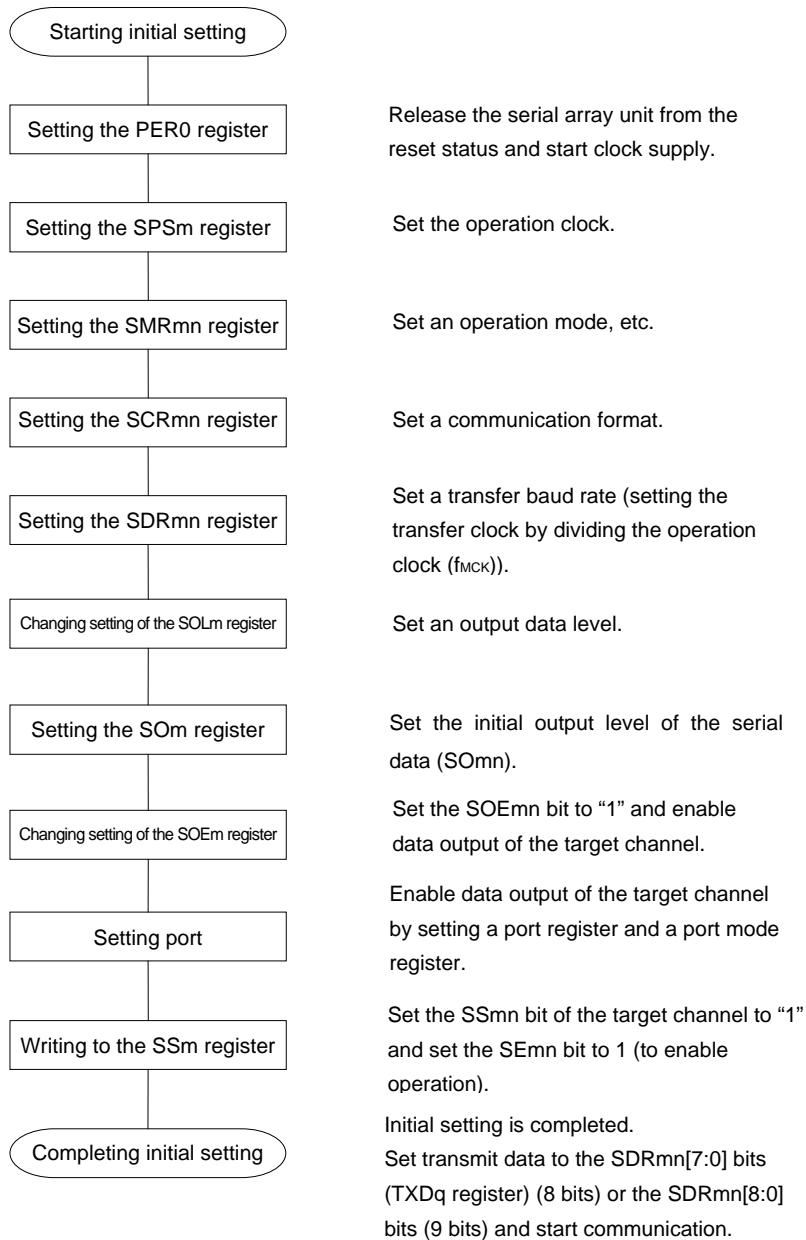 Starting initial setting
Setting the PER0 register
Release the serial array unit from the
reset status and start clock supply.
Setting the SPSm register
Set the operation clock.
Setting the SMRmn register
Set an operation mode, etc.
Setting the SCRmn register
Set a communication format.
Setting the SDRmn register
Set a transfer baud rate (setting the
transfer clock by dividing the operation
clock (fMCK)).
Changing setting of the SOLm register
Set an output data level.
Setting the SOm register
Set the initial output level of the serial
data (SOmn).
Changing setting of the SOEm register
Set the SOEmn bit to “1” and enable
data output of the target channel.
Setting port
Enable data output of the target channel
by setting a port register and a port mode
register.
Writing to the SSm register
Set the SSmn bit of the target channel to “1”
and set the SEmn bit to 1 (to enable
operation).
Completing initial setting
Initial setting is completed.
Set transmit data to the SDRmn[7:0] bits
(TXDq register) (8 bits) or the SDRmn[8:0]
bits (9 bits) and start communication.